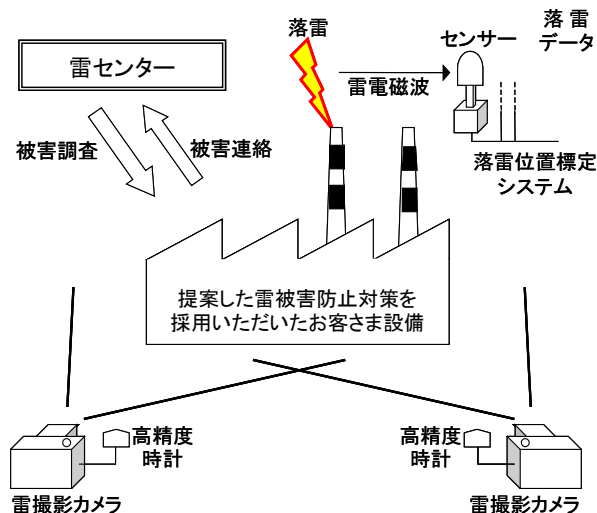 落雷
センサー
落 雷
データ
雷センター
雷電磁波
被害調査
被害連絡
落雷位置標定
システム
提案した雷被害防止対策を
採用いただいたお客さま設備
高精度
時計
雷撮影カメラ
高精度
時計
雷撮影カメラ